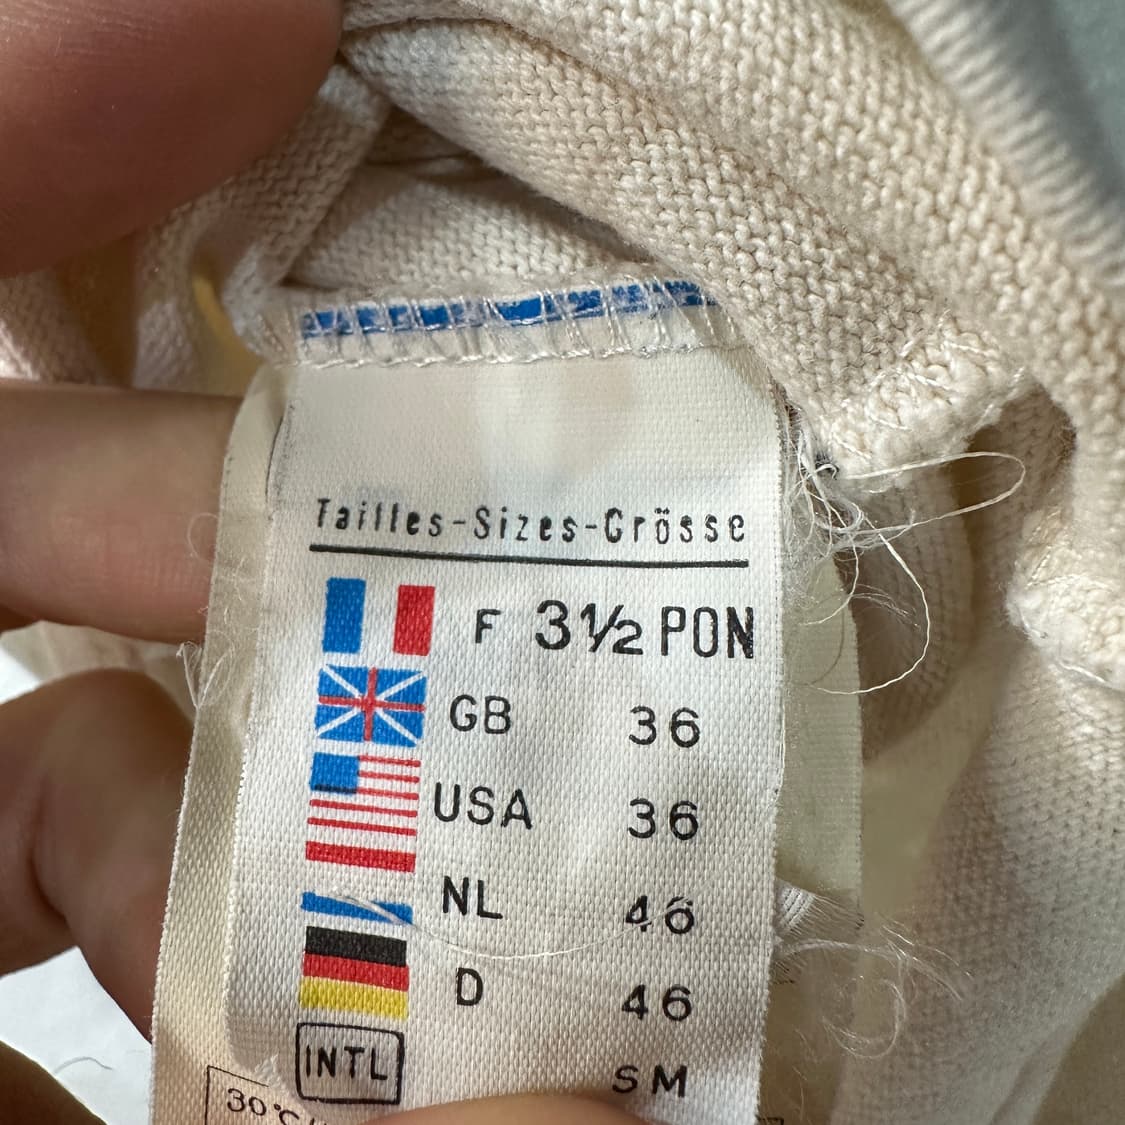 Tailles-Sizes-Grösse
F 3½ PON
GB 36
USA 36
NL 46
D 46
INTL SM
30°C